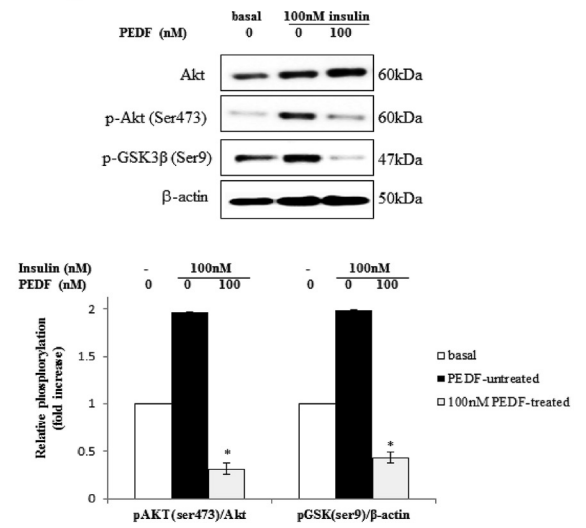 basal 100nM insulin
PEDF (nM) 0 0 100
Akt 60kDa
p-Akt (Ser473) 60kDa
p-GSK3β (Ser9) 47kDa
β-actin 50kDa
Insulin (nM) - 100nM - 100nM
PEDF (nM) 0 0 100 0 0 100
2
1.5
1
0.5
0
Relative phosphorylation
(fold increase)
* *
basal
PEDF-untreated
100nM PEDF-treated
pAKT(ser473)/Akt pGSK(ser9)/β-actin